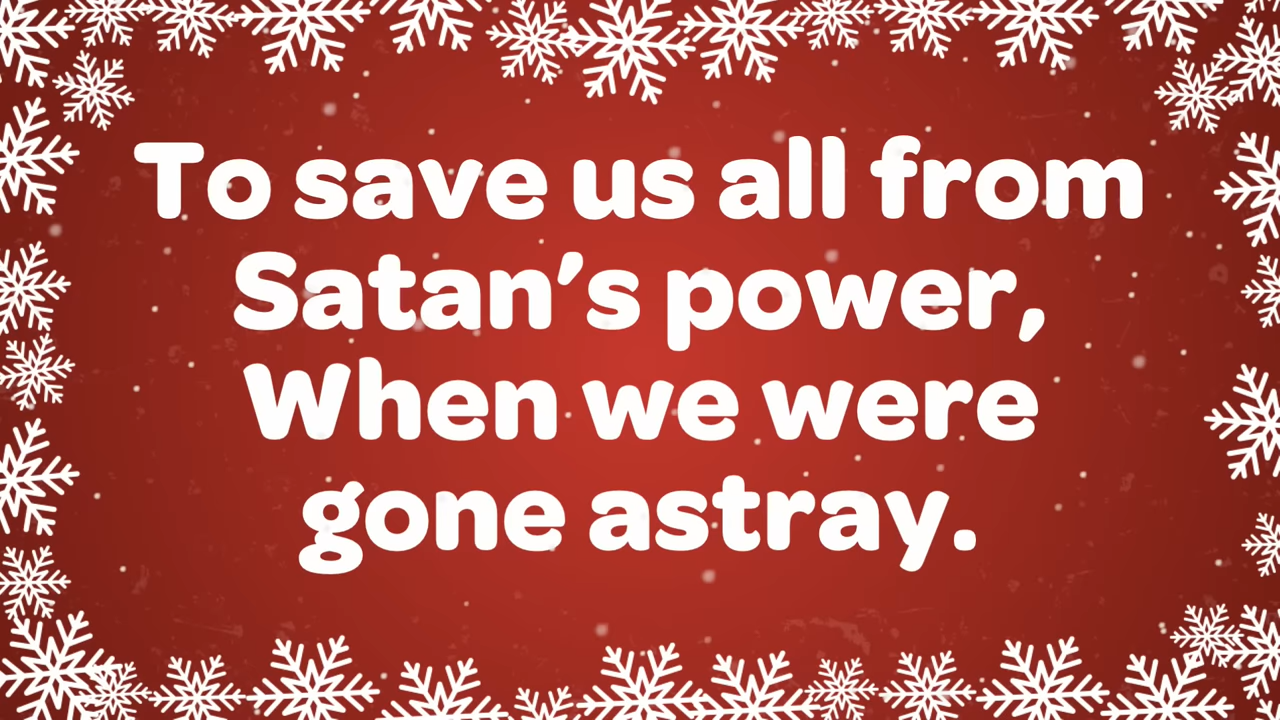 To save us all from
Satan’s power,
When we were
gone astray.